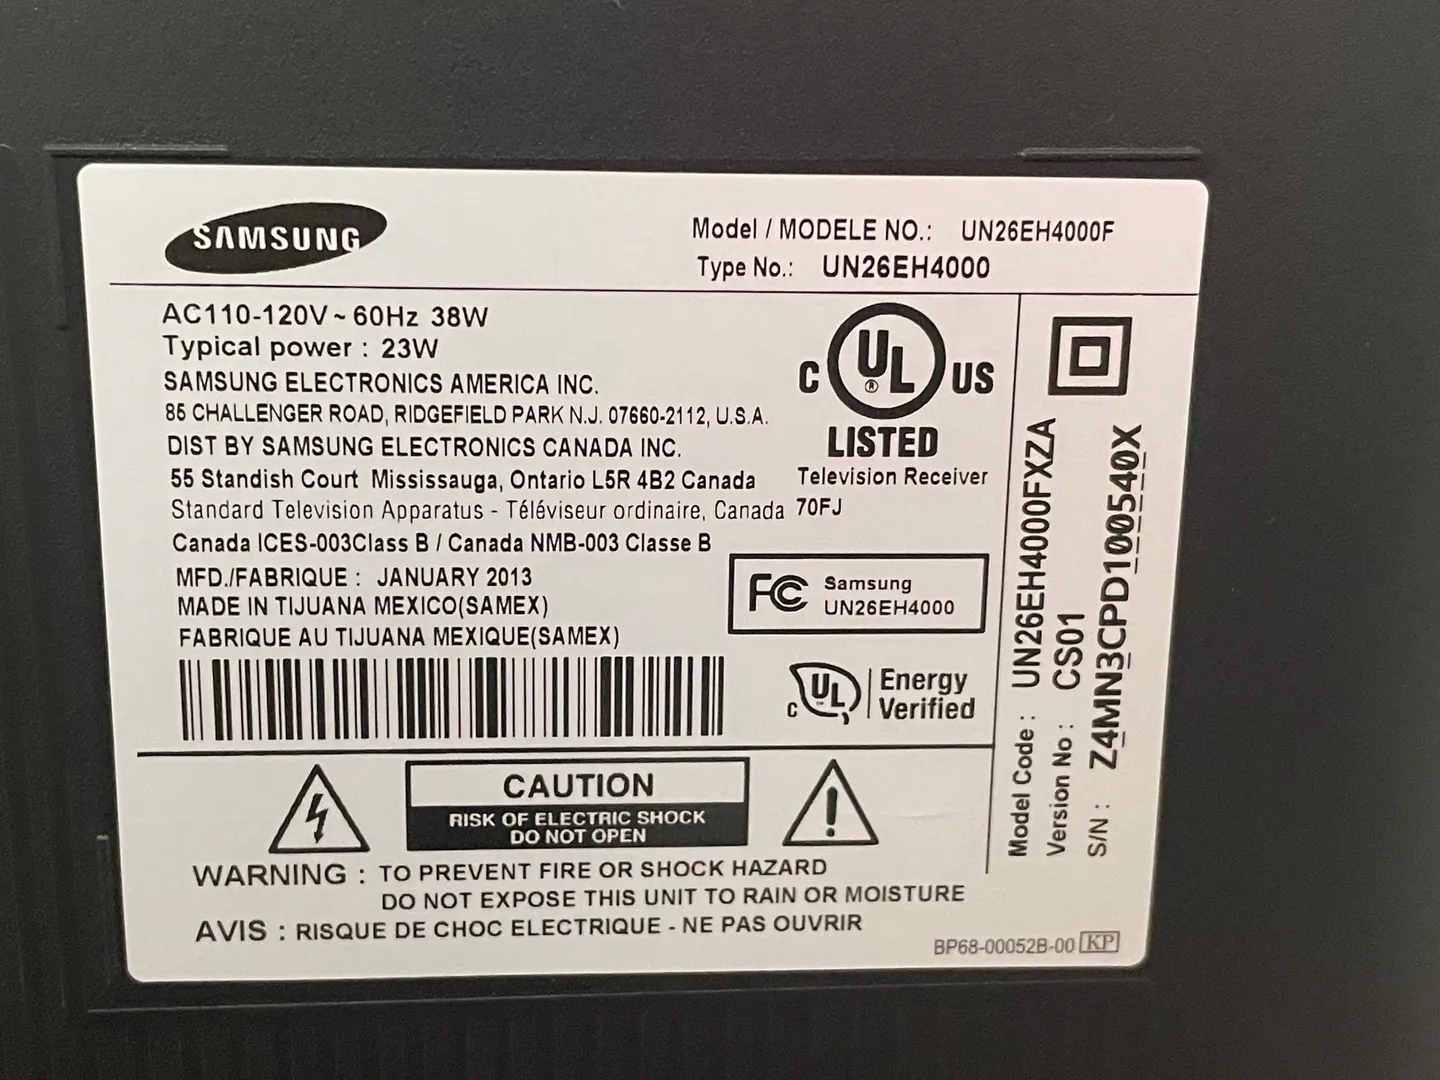 SAMSUNG
Model / MODELE NO.: UN26EH4000F
Type No.: UN26EH4000
AC110-120V ~ 60Hz 38W
Typical power : 23W
SAMSUNG ELECTRONICS AMERICA INC.
85 CHALLENGER ROAD, RIDGEFIELD PARK N.J. 07660-2112, U.S.A.
DIST BY SAMSUNG ELECTRONICS CANADA INC.
55 Standish Court Mississauga, Ontario L5R 4B2 Canada
Standard Television Apparatus - Téléviseur ordinaire, Canada
Canada ICES-003Class B / Canada NMB-003 Classe B
MFD./FABRIQUE : JANUARY 2013
MADE IN TIJUANA MEXICO(SAMEX)
FABRIQUE AU TIJUANA MEXIQUE(SAMEX)
C UL ® US
LISTED
Television Receiver
70FJ
FC Samsung
UN26EH4000
C UL ™ Energy
Verified
Model Code : UN26EH4000FXZA
Version No : CS01
S/N : Z4MN3CPD100540X
CAUTION
RISK OF ELECTRIC SHOCK
DO NOT OPEN
WARNING : TO PREVENT FIRE OR SHOCK HAZARD
DO NOT EXPOSE THIS UNIT TO RAIN OR MOISTURE
AVIS : RISQUE DE CHOC ELECTRIQUE - NE PAS OUVRIR
BP68-00052B-00 KP